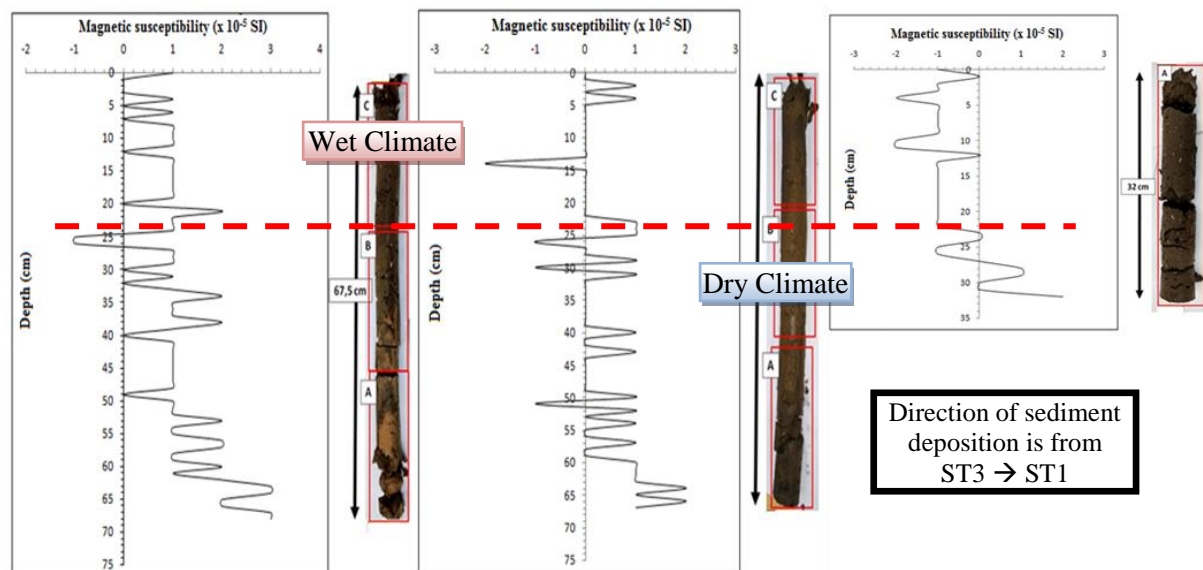 Magnetic susceptibility (x 10-5 SI)
-2 -1 0 1 2 3 4
0
5
10
15
20
25
30
35
40
45
50
55
60
65
70
75
Depth (cm)
C
B
A
67,5 cm
Wet Climate
Magnetic susceptibility (x 10-5 SI)
-3 -2 -1 0 1 2 3
0
5
10
15
20
25
30
35
40
45
50
55
60
65
70
75
Depth (cm)
C
B
A
Dry Climate
Magnetic susceptibility (x 10-5 SI)
-3 -2 -1 0 1 2 3
5
10
15
20
25
30
35
Depth (cm)
A
32 cm
Direction of sediment
deposition is from
ST3 → ST1